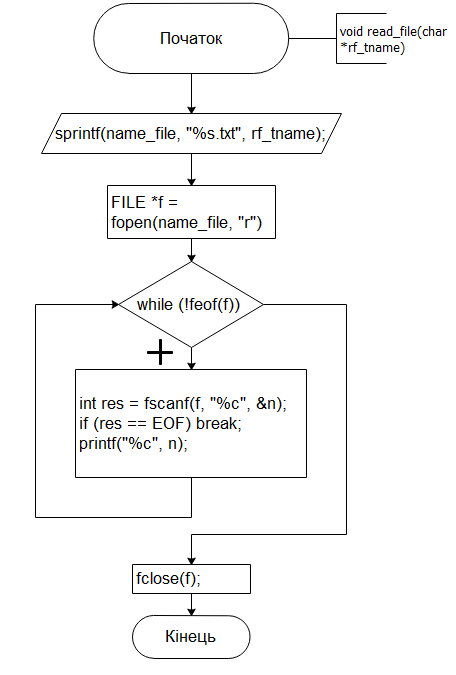 Початок
void read_file(char
*rf_tname)
sprintf(name_file, "%s.txt", rf_tname);
FILE *f =
fopen(name_file, "r")
while (!feof(f))
+
int res = fscanf(f, "%c", &n);
if (res == EOF) break;
printf("%c", n);
fclose(f);
Кінець